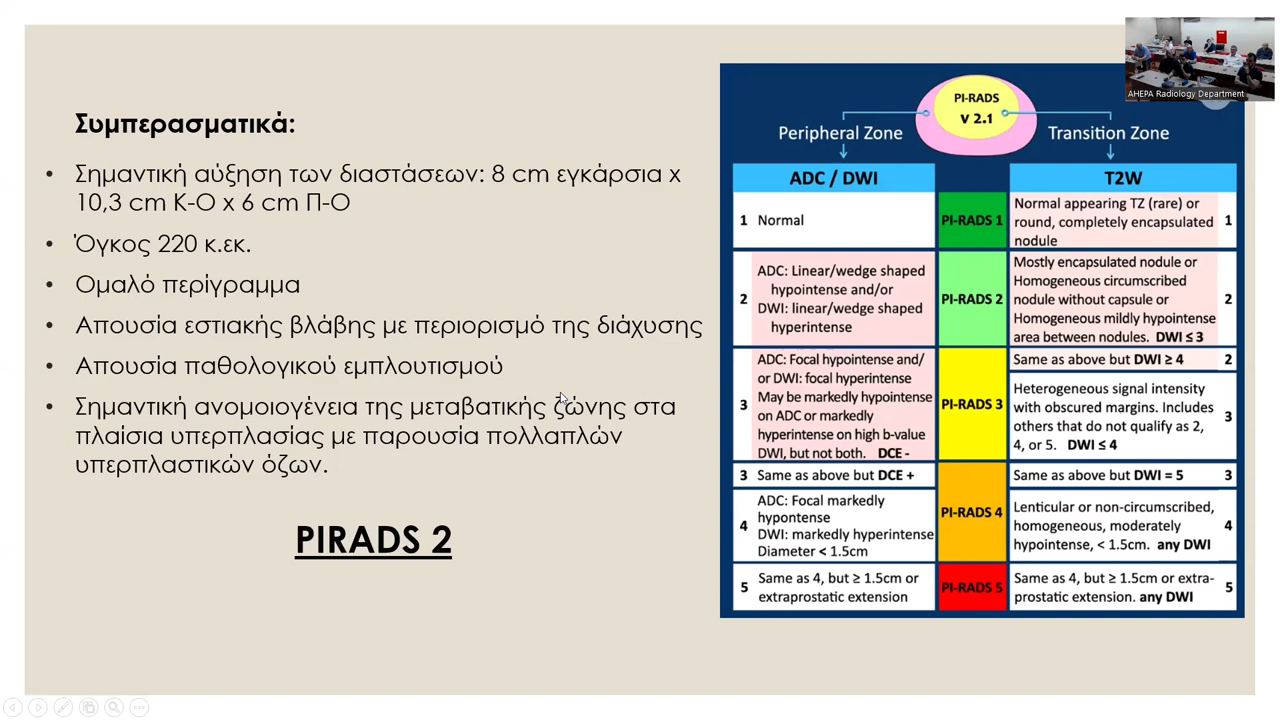 Συμπερασματικά:
• Σημαντική αύξηση των διαστάσεων: 8 cm εγκάρσια x
10,3 cm Κ-Ο x 6 cm Π-Ο
• Όγκος 220 κ.εκ.
• Ομαλό περίγραμμα
• Απουσία εστιακής βλάβης με περιορισμό της διάχυσης
• Απουσία παθολογικού εμπλουτισμού
• Σημαντική ανομοιογένεια της μεταβατικής ζώνης στα
πλαίσια υπερπλασίας με παρουσία πολλαπλών
υπερπλαστικών όζων.
PIRADS 2
AHEPA Radiology Department
PI-RADS
v 2.1
Peripheral Zone
Transition Zone
ADC / DWI
T2W
1 Normal
PI-RADS 1
Normal appearing TZ (rare) or
round, completely encapsulated
nodule
1
2
ADC: Linear/wedge shaped
hypointense and/or
DWI: linear/wedge shaped
hyperintense
PI-RADS 2
Mostly encapsulated nodule or
Homogeneous circumscribed
nodule without capsule or
Homogeneous mildly hypointense
area between nodules. DWI ≤ 3
2
3
ADC: Focal hypointense and/
or DWI: focal hyperintense
May be markedly hypointense
on ADC or markedly
hyperintense on high b-value
DWI, but not both. DCE -
PI-RADS 3
Same as above but DWI ≥ 4 2
Heterogeneous signal intensity
with obscured margins. Includes
others that do not qualify as 2,
4, or 5. DWI ≤ 4
3
3 Same as above but DCE +
PI-RADS 4
Same as above but DWI = 5 3
4
ADC: Focal markedly
hypontense
DWI: markedly hyperintense
Diameter < 1.5cm
Lenticular or non-circumscribed,
homogeneous, moderately
hypointense, < 1.5cm. any DWI
4
5
Same as 4, but ≥ 1.5cm or
extraprostatic extension
PI-RADS 5
Same as 4, but ≥ 1.5cm or extra-
prostatic extension. any DWI
5